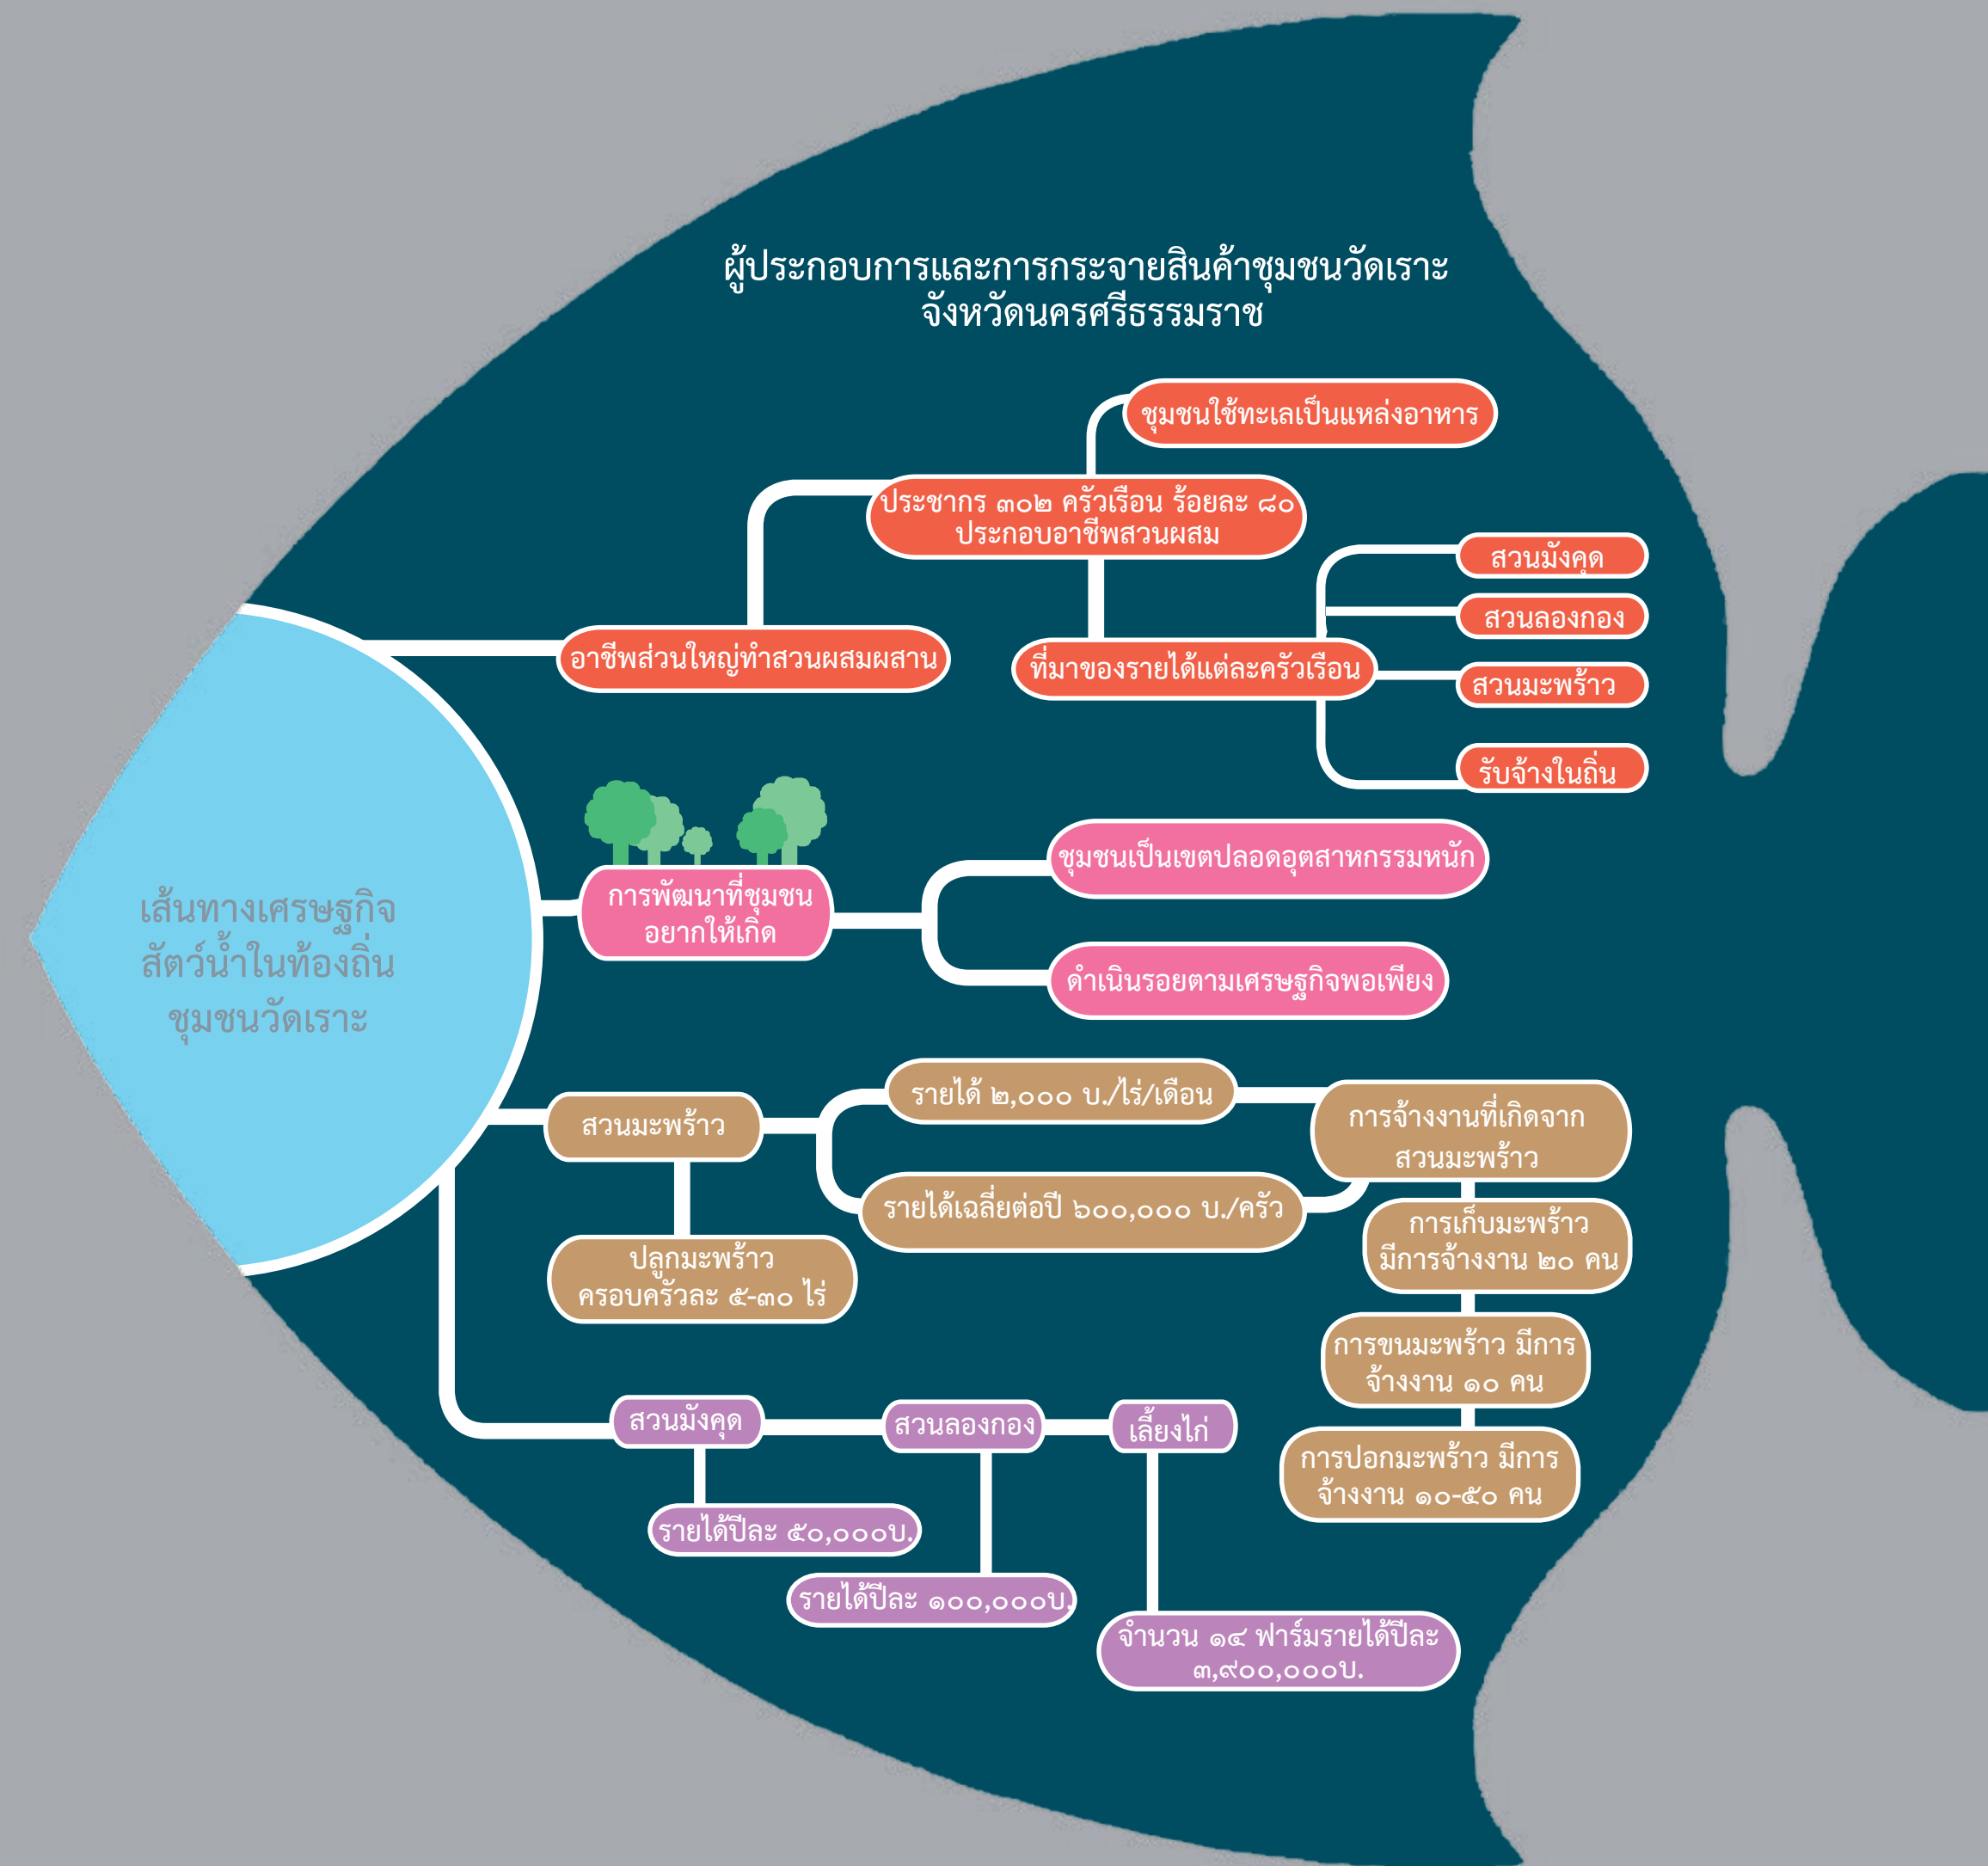 ผู้ประกอบการและการกระจายสินค้าชุมชนวัดเราะ
จังหวัดนครศรีธรรมราช
ชุมชนใช้ทะเลเป็นแหล่งอาหาร
ประชากร ๓๐๒ ครัวเรือน ร้อยละ ๘๐
ประกอบอาชีพสวนผสม
อาชีพส่วนใหญ่ทำสวนผสมผสาน
ที่มาของรายได้แต่ละครัวเรือน
สวนมังคุด
สวนลองกอง
สวนมะพร้าว
รับจ้างในถิ่น
เส้นทางเศรษฐกิจ
สัตว์น้ำในท้องถิ่น
ชุมชนวัดเราะ
การพัฒนาที่ชุมชน
อยากให้เกิด
ชุมชนเป็นเขตปลอดอุตสาหกรรมหนัก
ดำเนินรอยตามเศรษฐกิจพอเพียง
สวนมะพร้าว
ปลูกมะพร้าว
ครอบครัวละ ๕-๓๐ ไร่
รายได้ ๒,๐๐๐ บ./ไร่/เดือน
รายได้เฉลี่ยต่อปี ๖๐๐,๐๐๐ บ./ครัว
การจ้างงานที่เกิดจาก
สวนมะพร้าว
การเก็บมะพร้าว
มีการจ้างงาน ๒๐ คน
การขนมะพร้าว มีการ
จ้างงาน ๑๐ คน
การปอกมะพร้าว มีการ
จ้างงาน ๑๐-๕๐ คน
สวนมังคุด
สวนลองกอง
เลี้ยงไก่
รายได้ปีละ ๕๐,๐๐๐บ.
รายได้ปีละ ๑๐๐,๐๐๐บ.
จำนวน ๑๔ ฟาร์มรายได้ปีละ
๓,๙๐๐,๐๐๐บ.